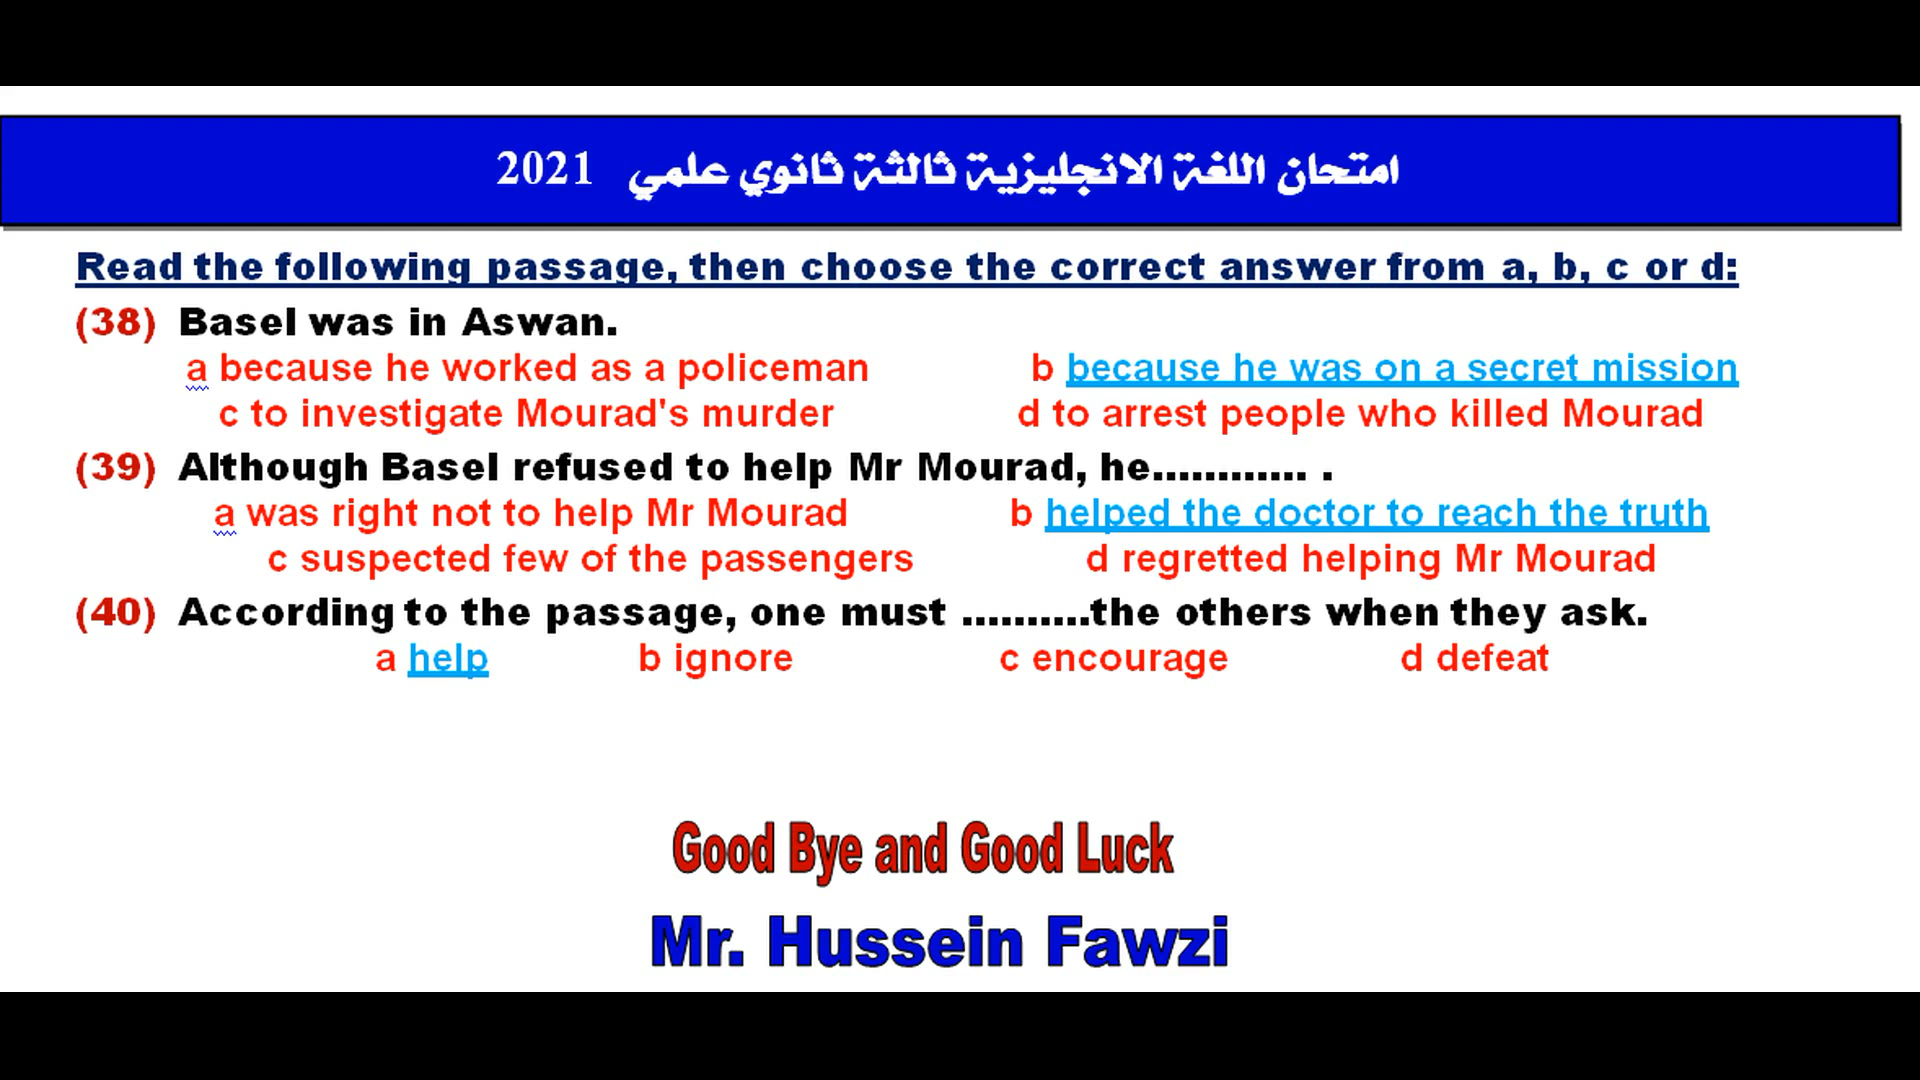 امتحان اللغة الانجليزية ثالثة ثانوي علمي 2021
Read the following passage, then choose the correct answer from a, b, c or d:
(38) Basel was in Aswan.
a because he worked as a policeman b because he was on a secret mission
c to investigate Mourad's murder d to arrest people who killed Mourad
(39) Although Basel refused to help Mr Mourad, he............ .
a was right not to help Mr Mourad b helped the doctor to reach the truth
c suspected few of the passengers d regretted helping Mr Mourad
(40) According to the passage, one must ..........the others when they ask.
a help b ignore c encourage d defeat
Good Bye and Good Luck
Mr. Hussein Fawzi